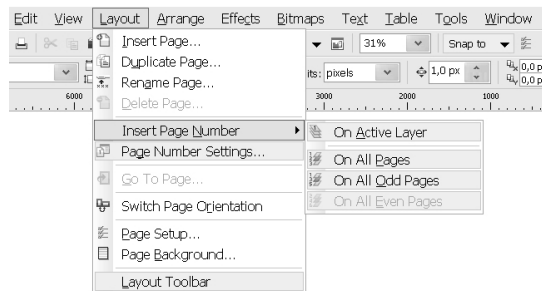 Edit View Layout Arrange Effects Bitmaps Text Table Tools Window
Insert Page...
Duplicate Page...
Rename Page...
Delete Page...
31% Snap to
its: pixels 1,0 px 0,0 p
0,0 p
6000 3000 2000 1000
Insert Page Number
Page Number Settings...
Go To Page...
Switch Page Orientation
Page Setup...
Page Background...
Layout Toolbar
On Active Layer
On All Pages
On All Odd Pages
On All Even Pages